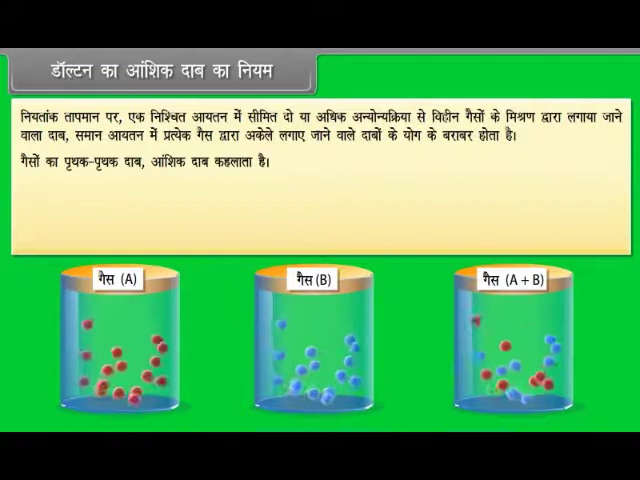 डॉल्टन का आंशिक दाब का नियम
नियतांक तापमान पर, एक निश्चित आयतन में सीमित दो या अधिक अन्योन्यक्रिया से विहीन गैसों के मिश्रण द्वारा लगाया जाने
वाला दाब, समान आयतन में प्रत्येक गैस द्वारा अकेले लगाए जाने वाले दाबों के योग के बराबर होता है।
गैसों का पृथक-पृथक दाब, आंशिक दाब कहलाता है।
गैस (A)
गैस (B)
गैस (A + B)